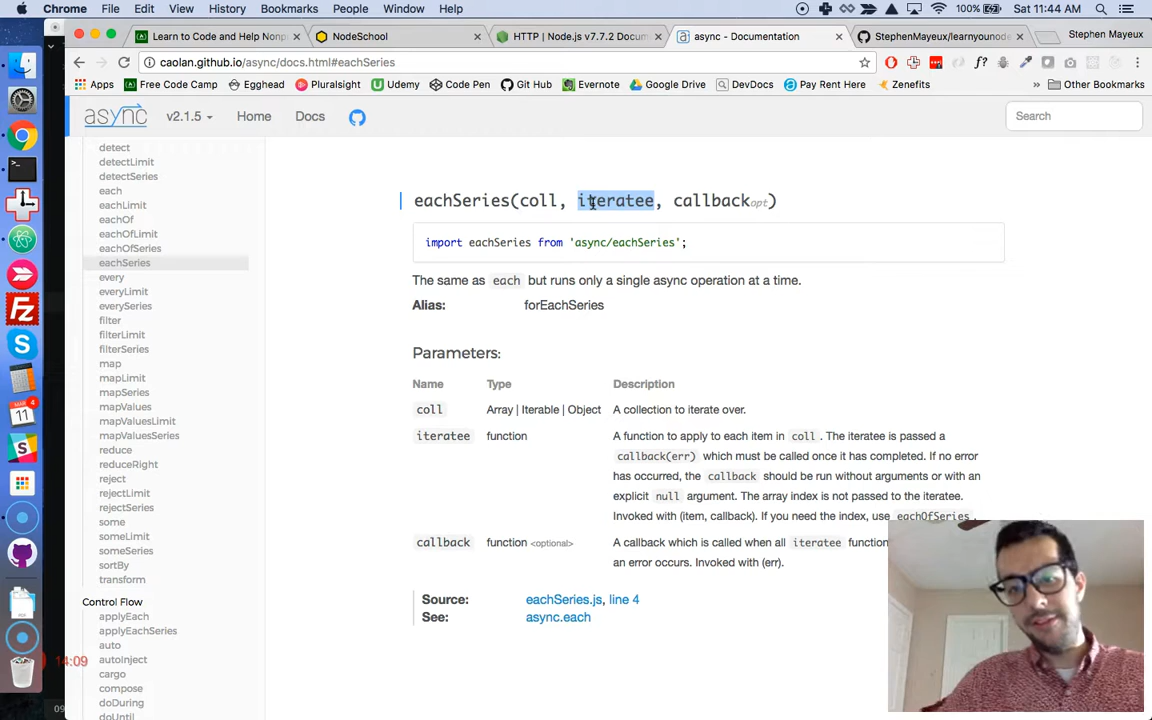 Chrome File Edit View History Bookmarks People Window Help 100% Sat 11:44 AM
Learn to Code and Help Nonp × NodeSchool × HTTP | Node.js v7.7.2 Docum × async - Documentation × StephenMayeux/learnyounode × Stephen Mayeux
caolan.github.io/async/docs.html#eachSeries
Apps Free Code Camp Egghead Pluralsight Udemy Code Pen Git Hub Evernote Google Drive DevDocs Pay Rent Here Zenefits » Other Bookmarks
async v2.1.5 Home Docs Search
detect
detectLimit
detectSeries
each
eachLimit
eachOf
eachOfLimit
eachOfSeries
eachSeries
every
everyLimit
everySeries
filter
filterLimit
filterSeries
map
mapLimit
mapSeries
mapValues
mapValuesLimit
mapValuesSeries
reduce
reduceRight
reject
rejectLimit
rejectSeries
some
someLimit
someSeries
sortBy
transform
Control Flow
applyEach
applyEachSeries
auto
autoInject
cargo
compose
doDuring
doUntil
eachSeries(coll, iteratee, callbackopt)
import eachSeries from 'async/eachSeries';
The same as each but runs only a single async operation at a time.
Alias: forEachSeries
Parameters:
Name Type Description
coll Array | Iterable | Object A collection to iterate over.
iteratee function A function to apply to each item in coll. The iteratee is passed a
callback(err) which must be called once it has completed. If no error
has occurred, the callback should be run without arguments or with an
explicit null argument. The array index is not passed to the iteratee.
Invoked with (item, callback). If you need the index, use eachOfSeries.
callback function <optional> A callback which is called when all iteratee function
an error occurs. Invoked with (err).
Source: eachSeries.js, line 4
See: async.each
MAR 4
11
14:09
09